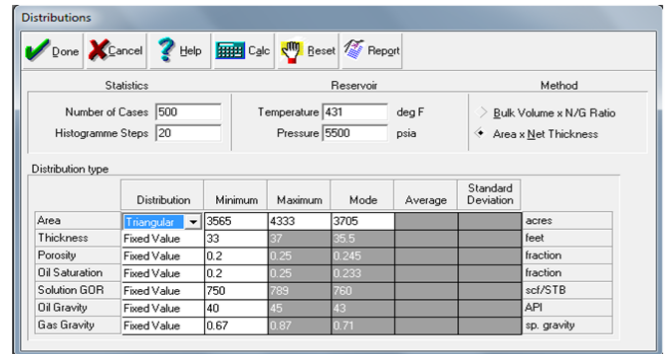 Distributions
Done Cancel Help Calc Reset Report
Statistics Reservoir Method
Number of Cases 500 Temperature 431 deg F Bulk Volume x N/G Ratio
Histogramme Steps 20 Pressure 5500 psia Area x Net Thickness
Distribution type
Distribution Minimum Maximum Mode Average Standard Deviation
Area Triangular 3565 4333 3705 acres
Thickness Fixed Value 33 37 35.5 feet
Porosity Fixed Value 0.2 0.25 0.245 fraction
Oil Saturation Fixed Value 0.2 0.25 0.233 fraction
Solution GOR Fixed Value 750 789 760 scf/STB
Oil Gravity Fixed Value 40 45 43 API
Gas Gravity Fixed Value 0.67 0.87 0.71 sp. gravity